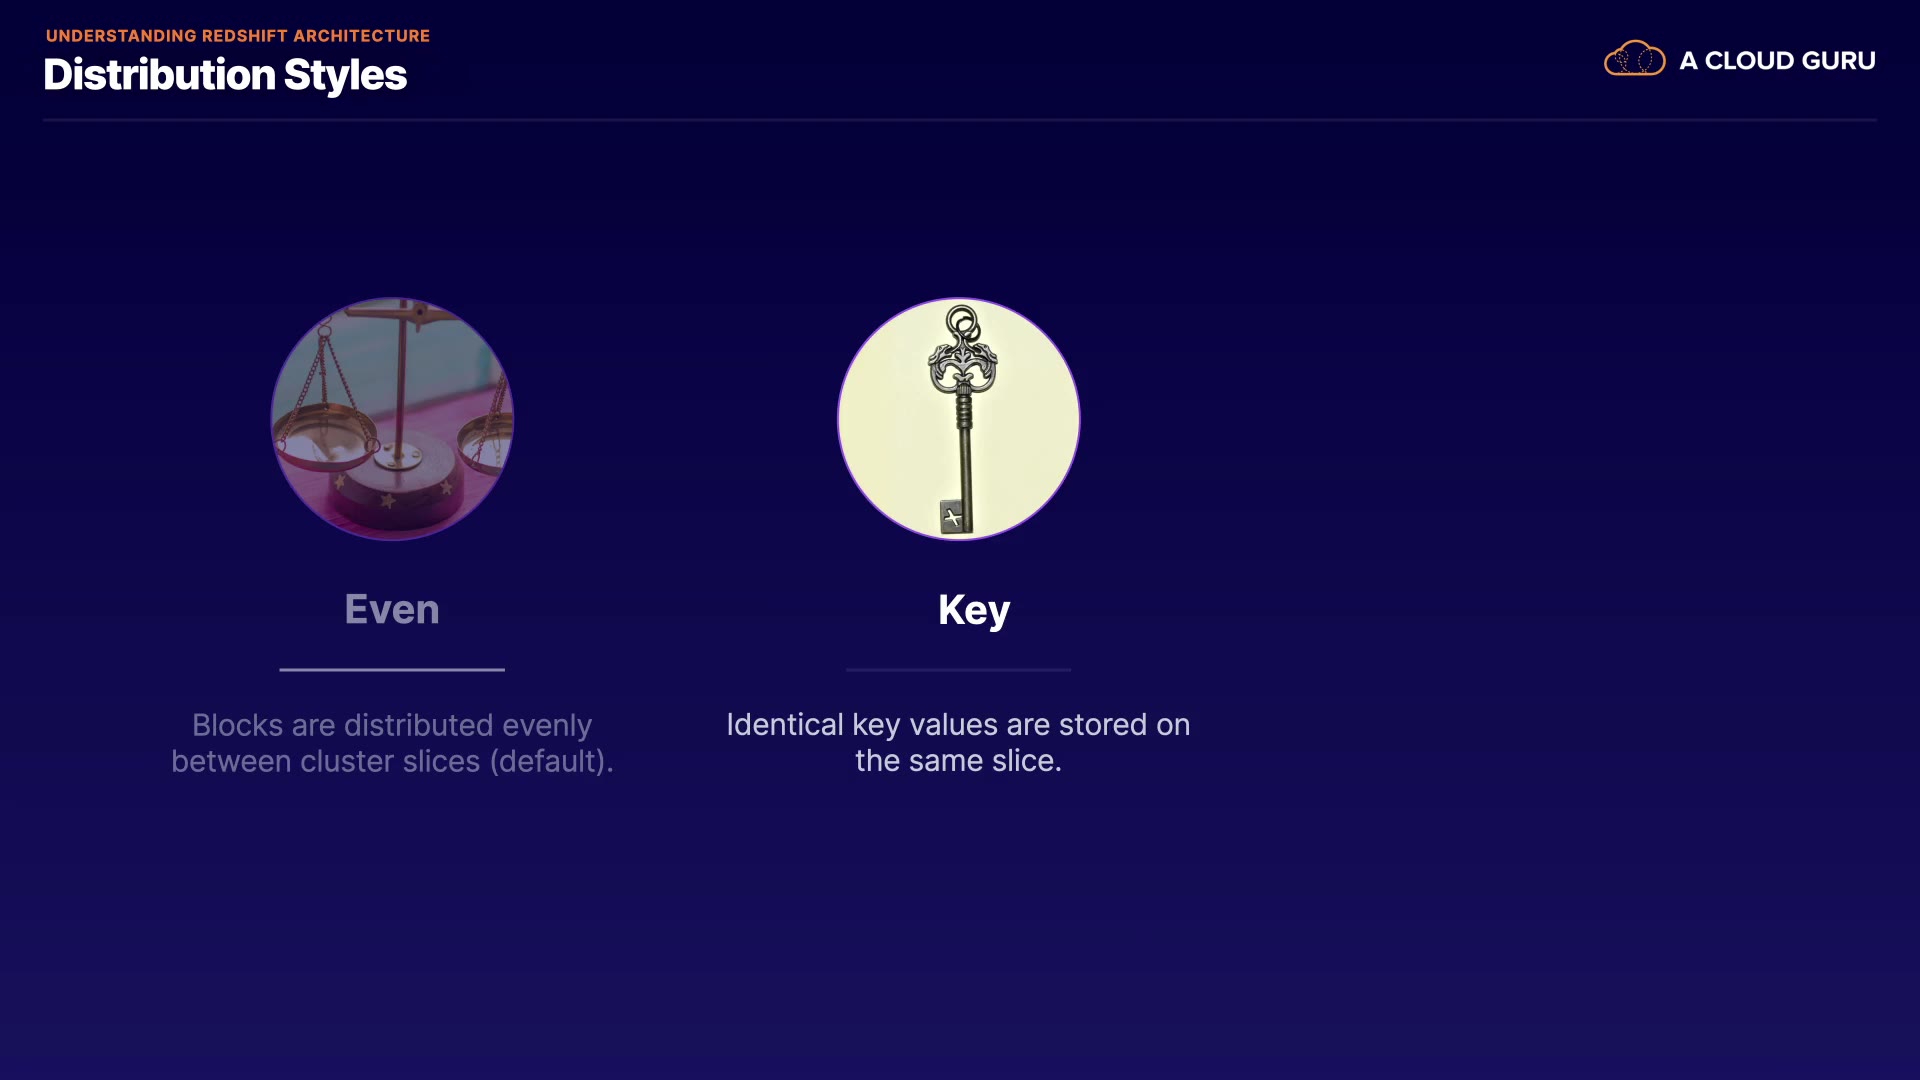 UNDERSTANDING REDSHIFT ARCHITECTURE
Distribution Styles
A CLOUD GURU
Even
Blocks are distributed evenly
between cluster slices (default).
Key
Identical key values are stored on
the same slice.